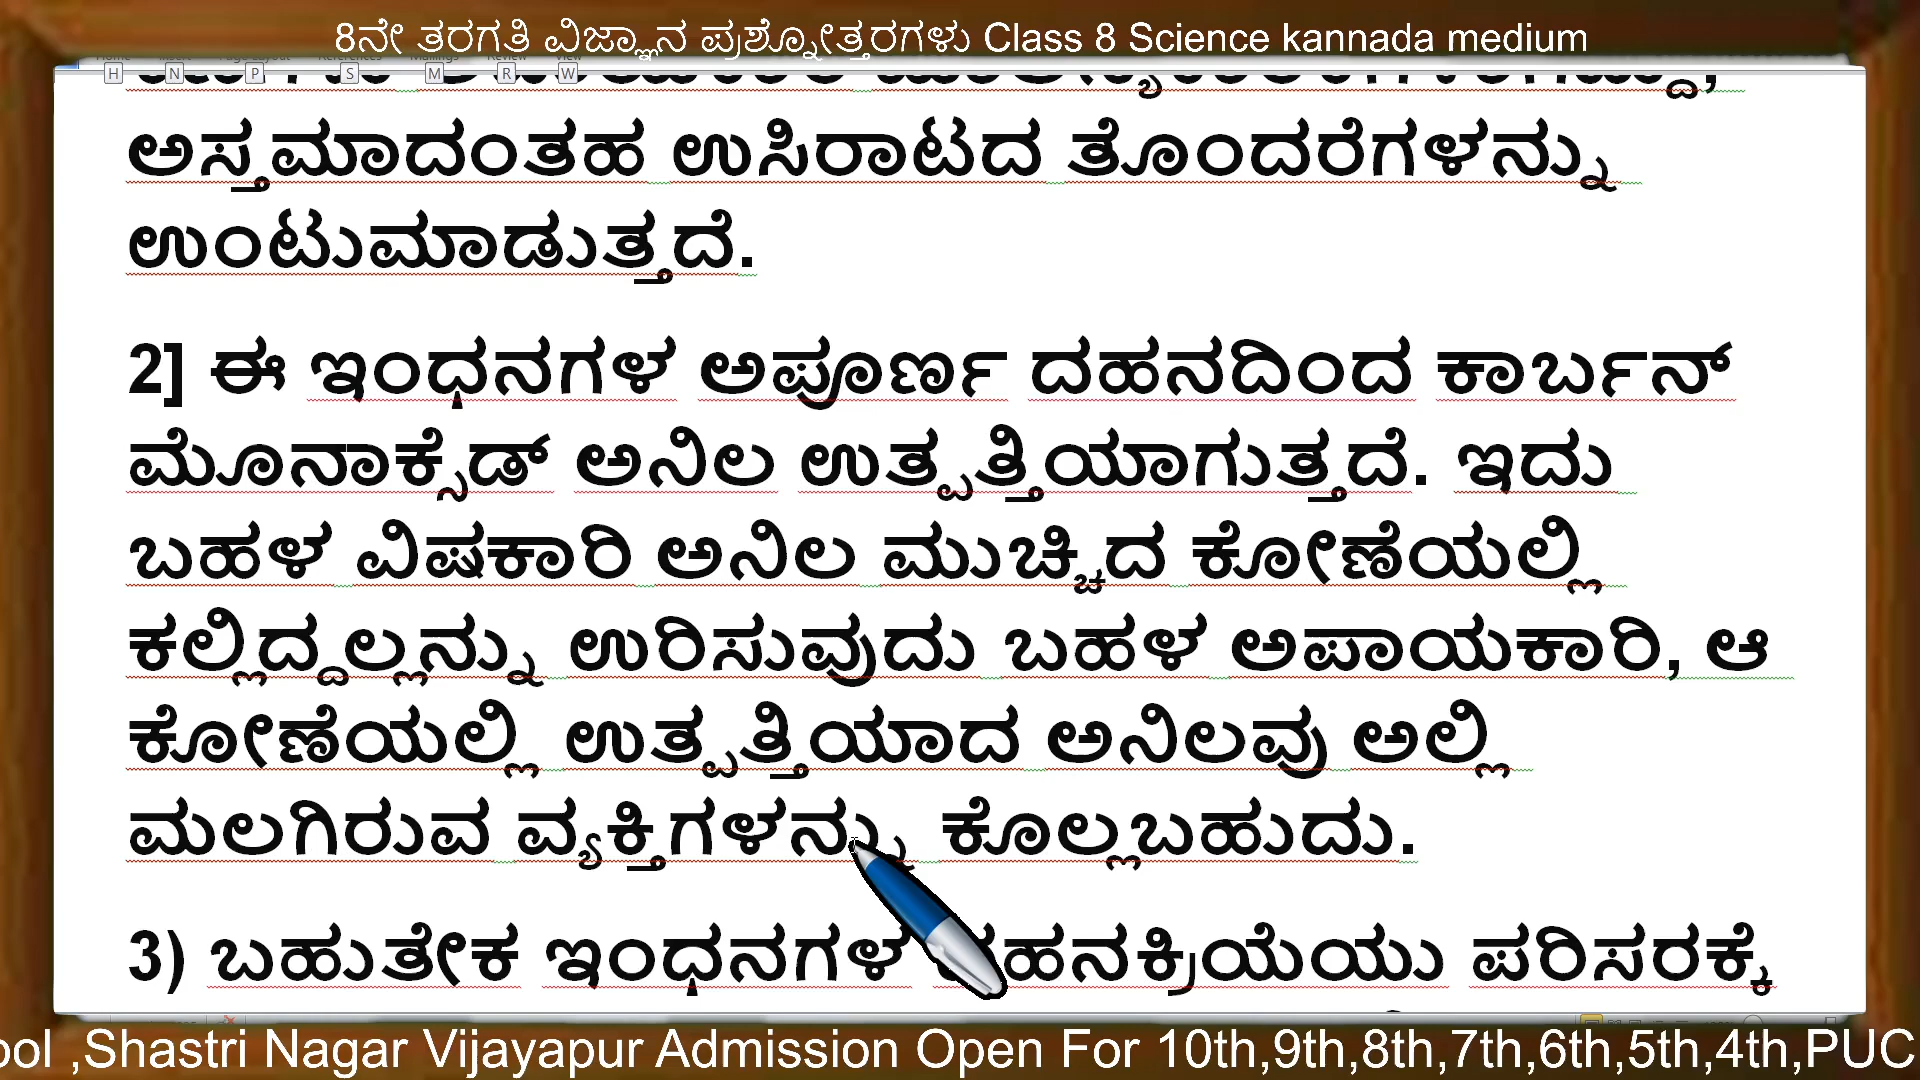 8ನೇ ತರಗತಿ ವಿಜ್ಞಾನ ಪ್ರಶ್ನೋತ್ತರಗಳು Class 8 Science kannada medium
H N P S M R W
ಅಸ್ತಮಾದಂತಹ ಉಸಿರಾಟದ ತೊಂದರೆಗಳನ್ನು
ಉಂಟುಮಾಡುತ್ತದೆ.
2] ಈ ಇಂಧನಗಳ ಅಪೂರ್ಣ ದಹನದಿಂದ ಕಾರ್ಬನ್
ಮೊನಾಕ್ಸೆಡ್ ಅನಿಲ ಉತ್ಪತ್ತಿಯಾಗುತ್ತದೆ. ಇದು
ಬಹಳ ವಿಷಕಾರಿ ಅನಿಲ ಮುಚ್ಚಿದ ಕೋಣೆಯಲ್ಲಿ
ಕಲ್ಲಿದ್ದಲ್ಲನ್ನು ಉರಿಸುವುದು ಬಹಳ ಅಪಾಯಕಾರಿ, ಆ
ಕೋಣೆಯಲ್ಲಿ ಉತ್ಪತ್ತಿಯಾದ ಅನಿಲವು ಅಲ್ಲಿ
ಮಲಗಿರುವ ವ್ಯಕ್ತಿಗಳನ್ನು ಕೊಲ್ಲಬಹುದು.
3) ಬಹುತೇಕ ಇಂಧನಗಳ ದಹನಕ್ರಿಯೆಯು ಪರಿಸರಕ್ಕೆ
ool ,Shastri Nagar Vijayapur Admission Open For 10th,9th,8th,7th,6th,5th,4th,PUC